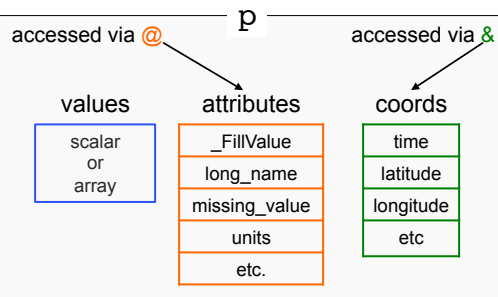 p
accessed via @
accessed via &
values
scalar
or
array
attributes
_FillValue
long_name
missing_value
units
etc.
coords
time
latitude
longitude
etc